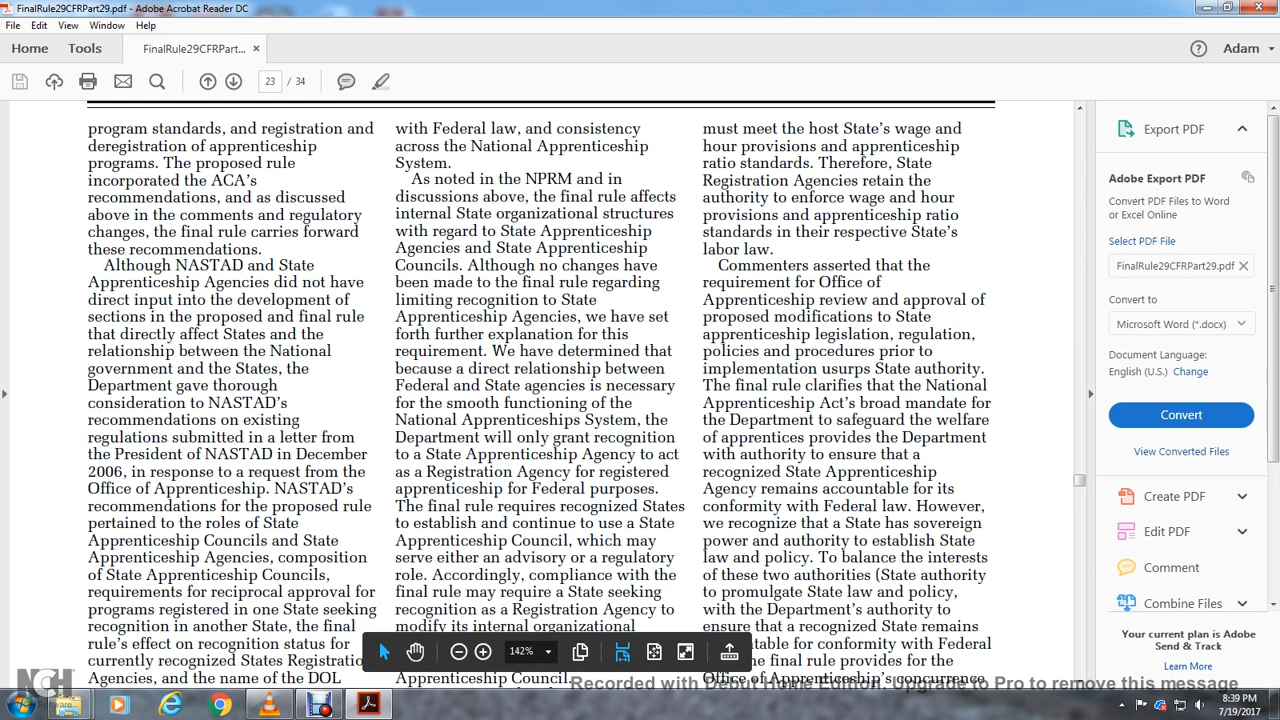 FinalRule29CFRPart29.pdf - Adobe Acrobat Reader DC
File Edit View Window Help
Home Tools FinalRule29CFRPart... × Adam
23 / 34
program standards, and registration and
deregistration of apprenticeship
programs. The proposed rule
incorporated the ACA’s
recommendations, and as discussed
above in the comments and regulatory
changes, the final rule carries forward
these recommendations.
Although NASTAD and State
Apprenticeship Agencies did not have
direct input into the development of
sections in the proposed and final rule
that directly affect States and the
relationship between the National
government and the States, the
Department gave thorough
consideration to NASTAD’s
recommendations on existing
regulations submitted in a letter from
the President of NASTAD in December
2006, in response to a request from the
Office of Apprenticeship. NASTAD’s
recommendations for the proposed rule
pertained to the roles of State
Apprenticeship Councils and State
Apprenticeship Agencies, composition
of State Apprenticeship Councils,
requirements for reciprocal approval for
programs registered in one State seeking
recognition in another State, the final
rule’s effect on recognition status for
currently recognized States Registratio
Agencies, and the name of the DOL
with Federal law, and consistency
across the National Apprenticeship
System.
As noted in the NPRM and in
discussions above, the final rule affects
internal State organizational structures
with regard to State Apprenticeship
Agencies and State Apprenticeship
Councils. Although no changes have
been made to the final rule regarding
limiting recognition to State
Apprenticeship Agencies, we have set
forth further explanation for this
requirement. We have determined that
because a direct relationship between
Federal and State agencies is necessary
for the smooth functioning of the
National Apprenticeships System, the
Department will only grant recognition
to a State Apprenticeship Agency to act
as a Registration Agency for registered
apprenticeship for Federal purposes.
The final rule requires recognized States
to establish and continue to use a State
Apprenticeship Council, which may
serve either an advisory or a regulatory
role. Accordingly, compliance with the
final rule may require a State seeking
recognition as a Registration Agency to
modify its internal organizational
Apprenticeship Council.
must meet the host State’s wage and
hour provisions and apprenticeship
ratio standards. Therefore, State
Registration Agencies retain the
authority to enforce wage and hour
provisions and apprenticeship ratio
standards in their respective State’s
labor law.
Commenters asserted that the
requirement for Office of
Apprenticeship review and approval of
proposed modifications to State
apprenticeship legislation, regulation,
policies and procedures prior to
implementation usurps State authority.
The final rule clarifies that the National
Apprenticeship Act’s broad mandate for
the Department to safeguard the welfare
of apprentices provides the Department
with authority to ensure that a
recognized State Apprenticeship
Agency remains accountable for its
conformity with Federal law. However,
we recognize that a State has sovereign
power and authority to establish State
law and policy. To balance the interests
of these two authorities (State authority
to promulgate State law and policy,
with the Department’s authority to
ensure that a recognized State remains
table for conformity with Federal
he final rule provides for the
Office of Apprenticeship’s concurrence
142%
Export PDF
Adobe Export PDF
Convert PDF Files to Word
or Excel Online
Select PDF File
FinalRule29CFRPart29.pdf ×
Convert to
Microsoft Word (*.docx)
Document Language:
English (U.S.) Change
Convert
View Converted Files
Create PDF
Edit PDF
Comment
Combine Files
Your current plan is Adobe
Send & Track
Learn More
NCH
Software
Recorded with Debut Home Edition. Upgrade to Pro to remove this message
8:39 PM
7/19/2017